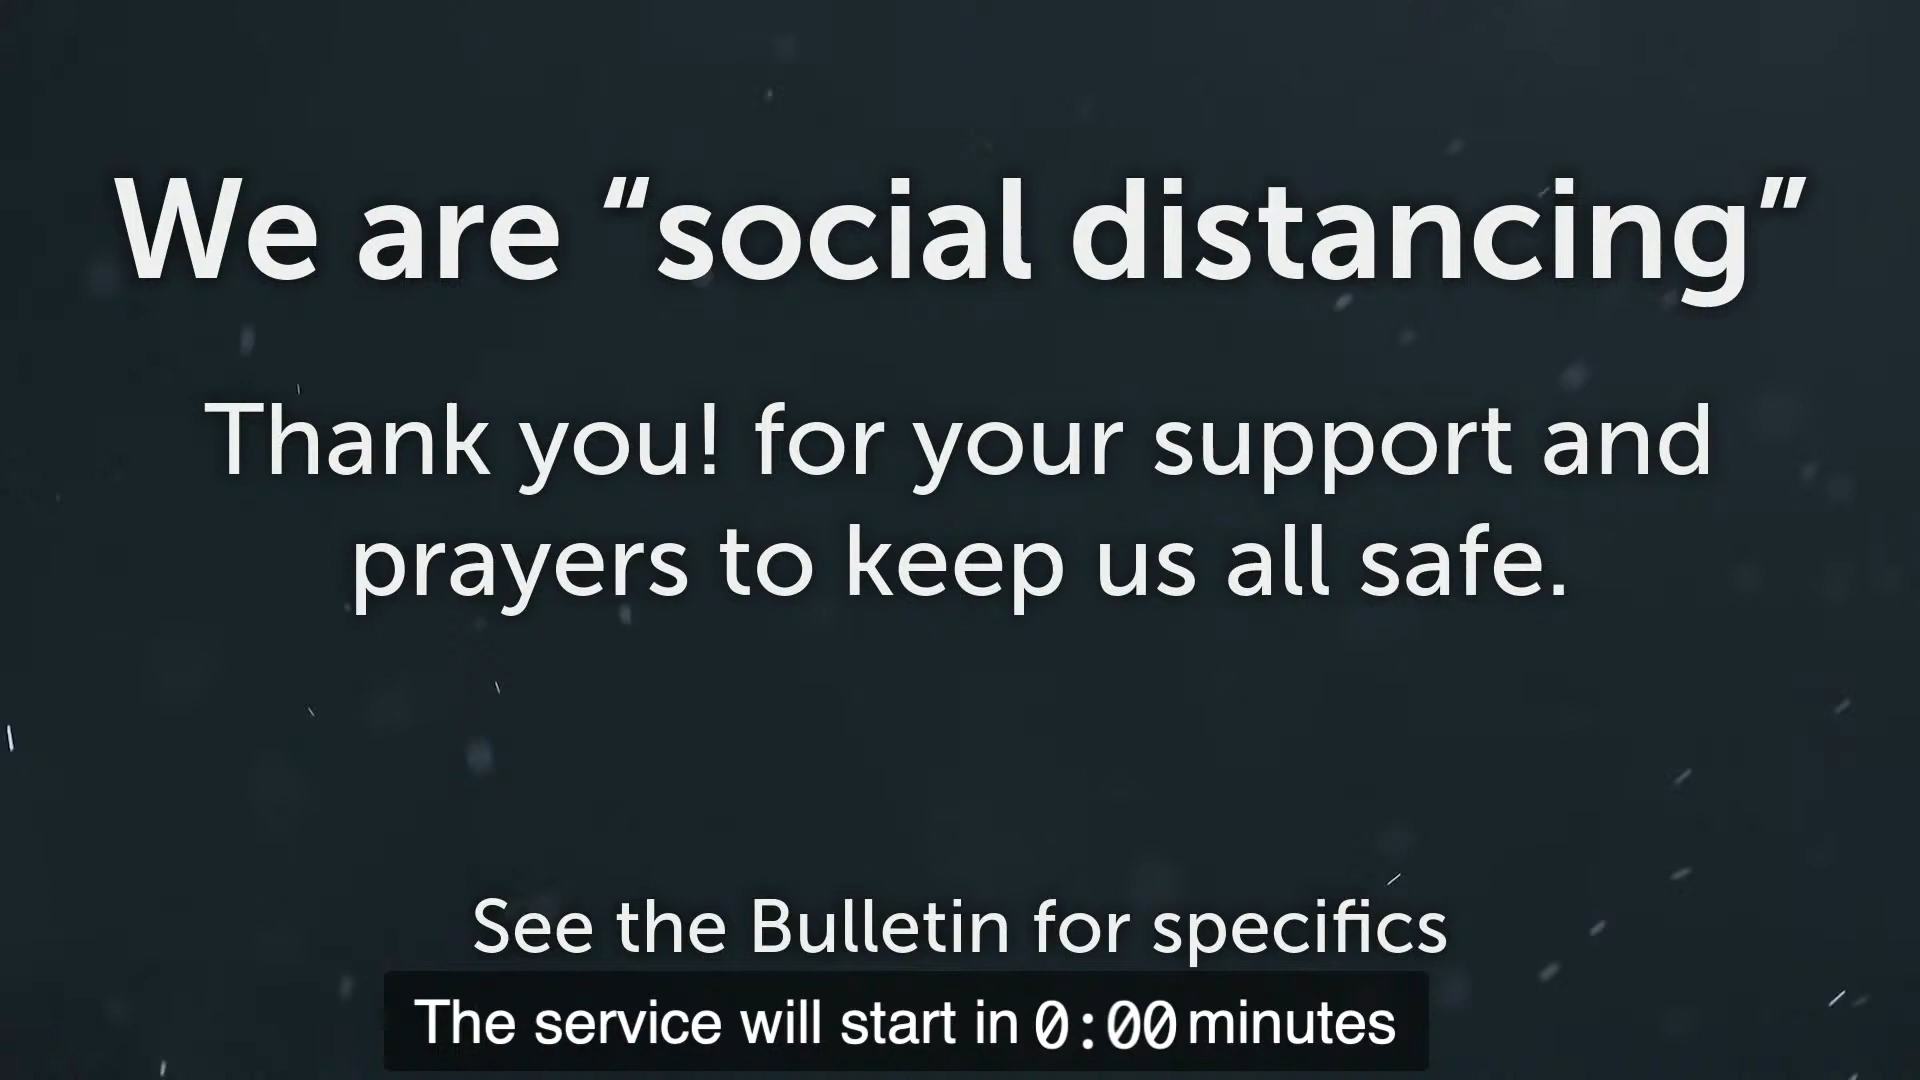 We are “social distancing”
Thank you! for your support and
prayers to keep us all safe.
See the Bulletin for specifics
The service will start in 0:00 minutes